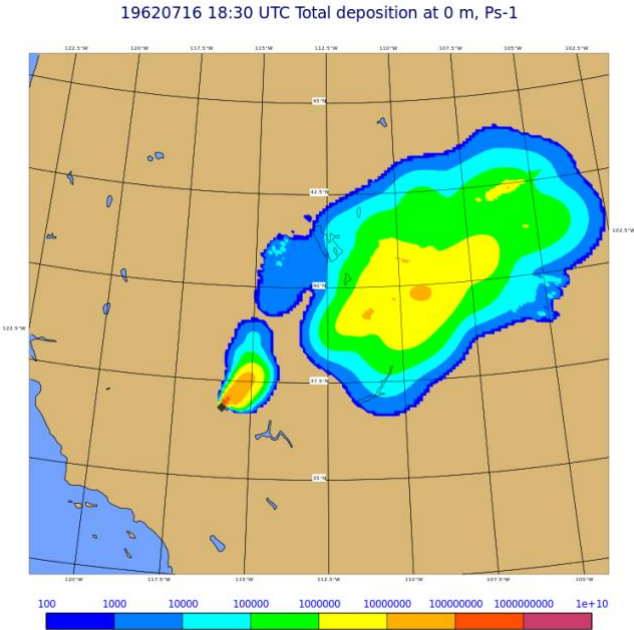 19620716 18:30 UTC Total deposition at 0 m, Ps-1
122.5°W 120°W 117.5°W 115°W 112.5°W 110°W 107.5°W 105°W 102.5°W
45°N
42.5°N
102.5°W
40°N
122.5°W
37.5°N
35°N
120°W 117.5°W 115°W 112.5°W 110°W 107.5°W 105°W
100 1000 10000 100000 1000000 10000000 100000000 1000000000 1e+10